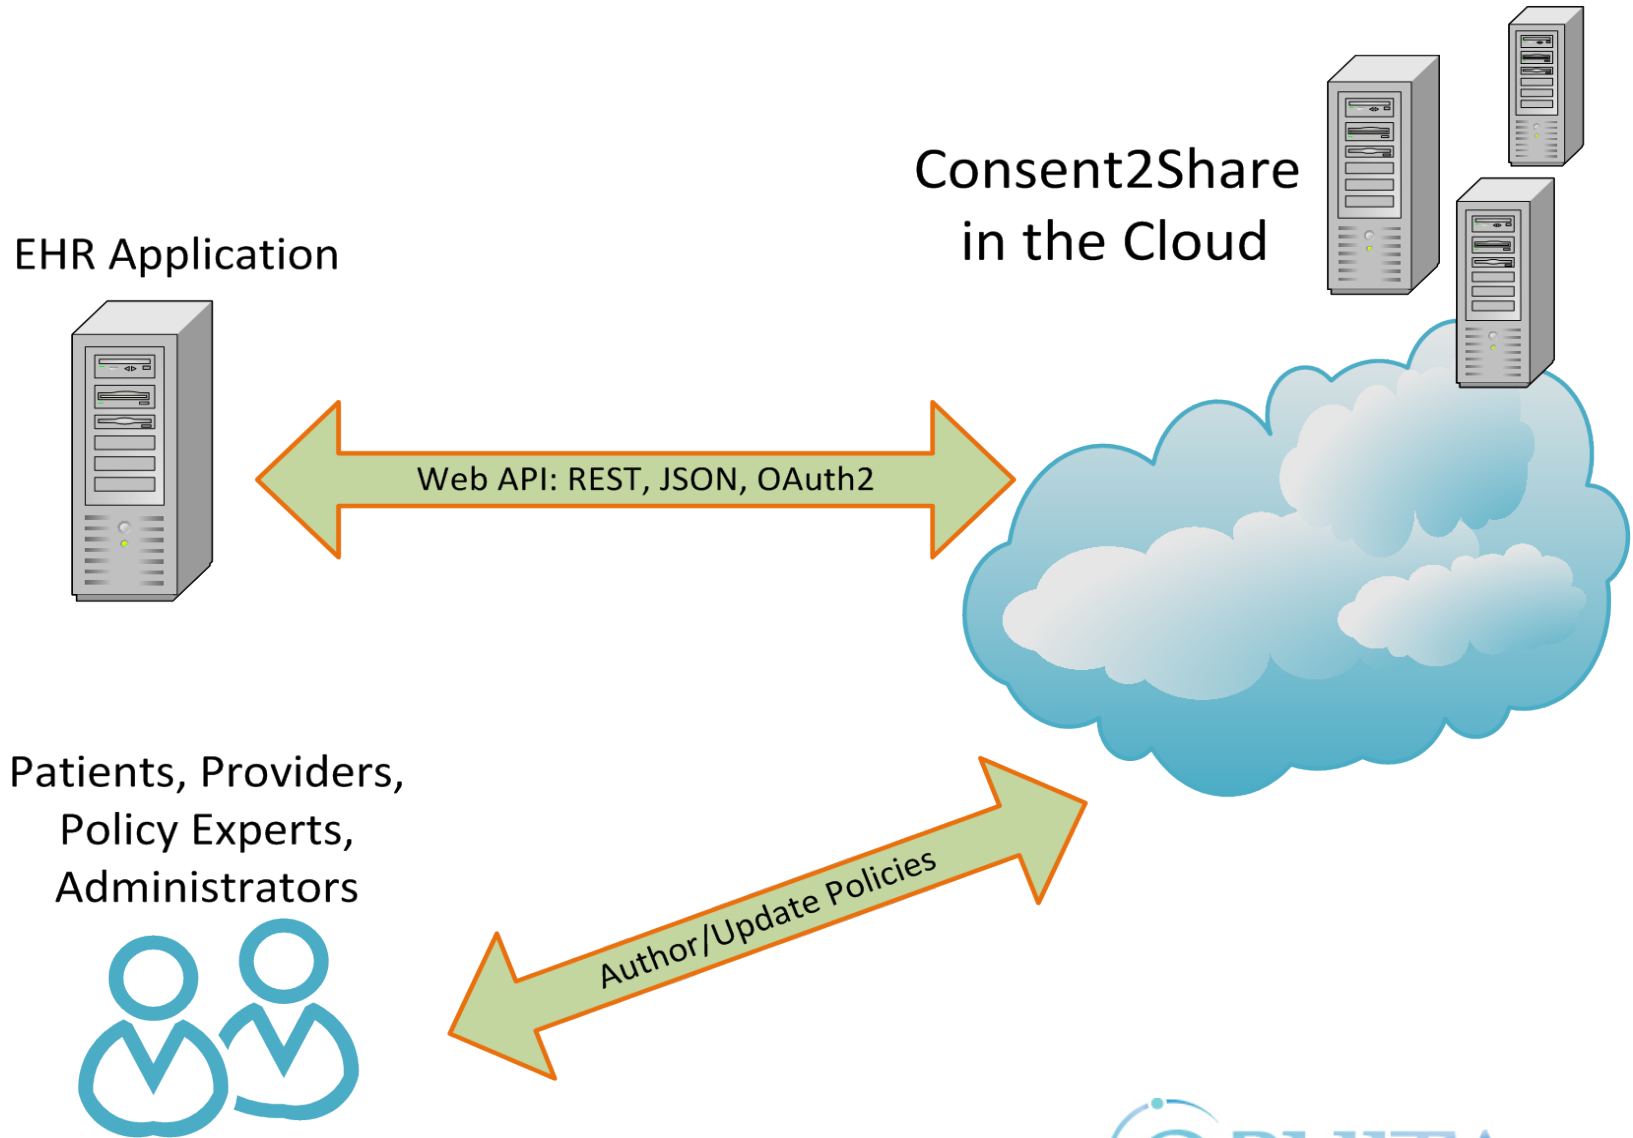 Consent2Share
in the Cloud
EHR Application
Web API: REST, JSON, OAuth2
Patients, Providers,
Policy Experts,
Administrators
Author/Update Policies